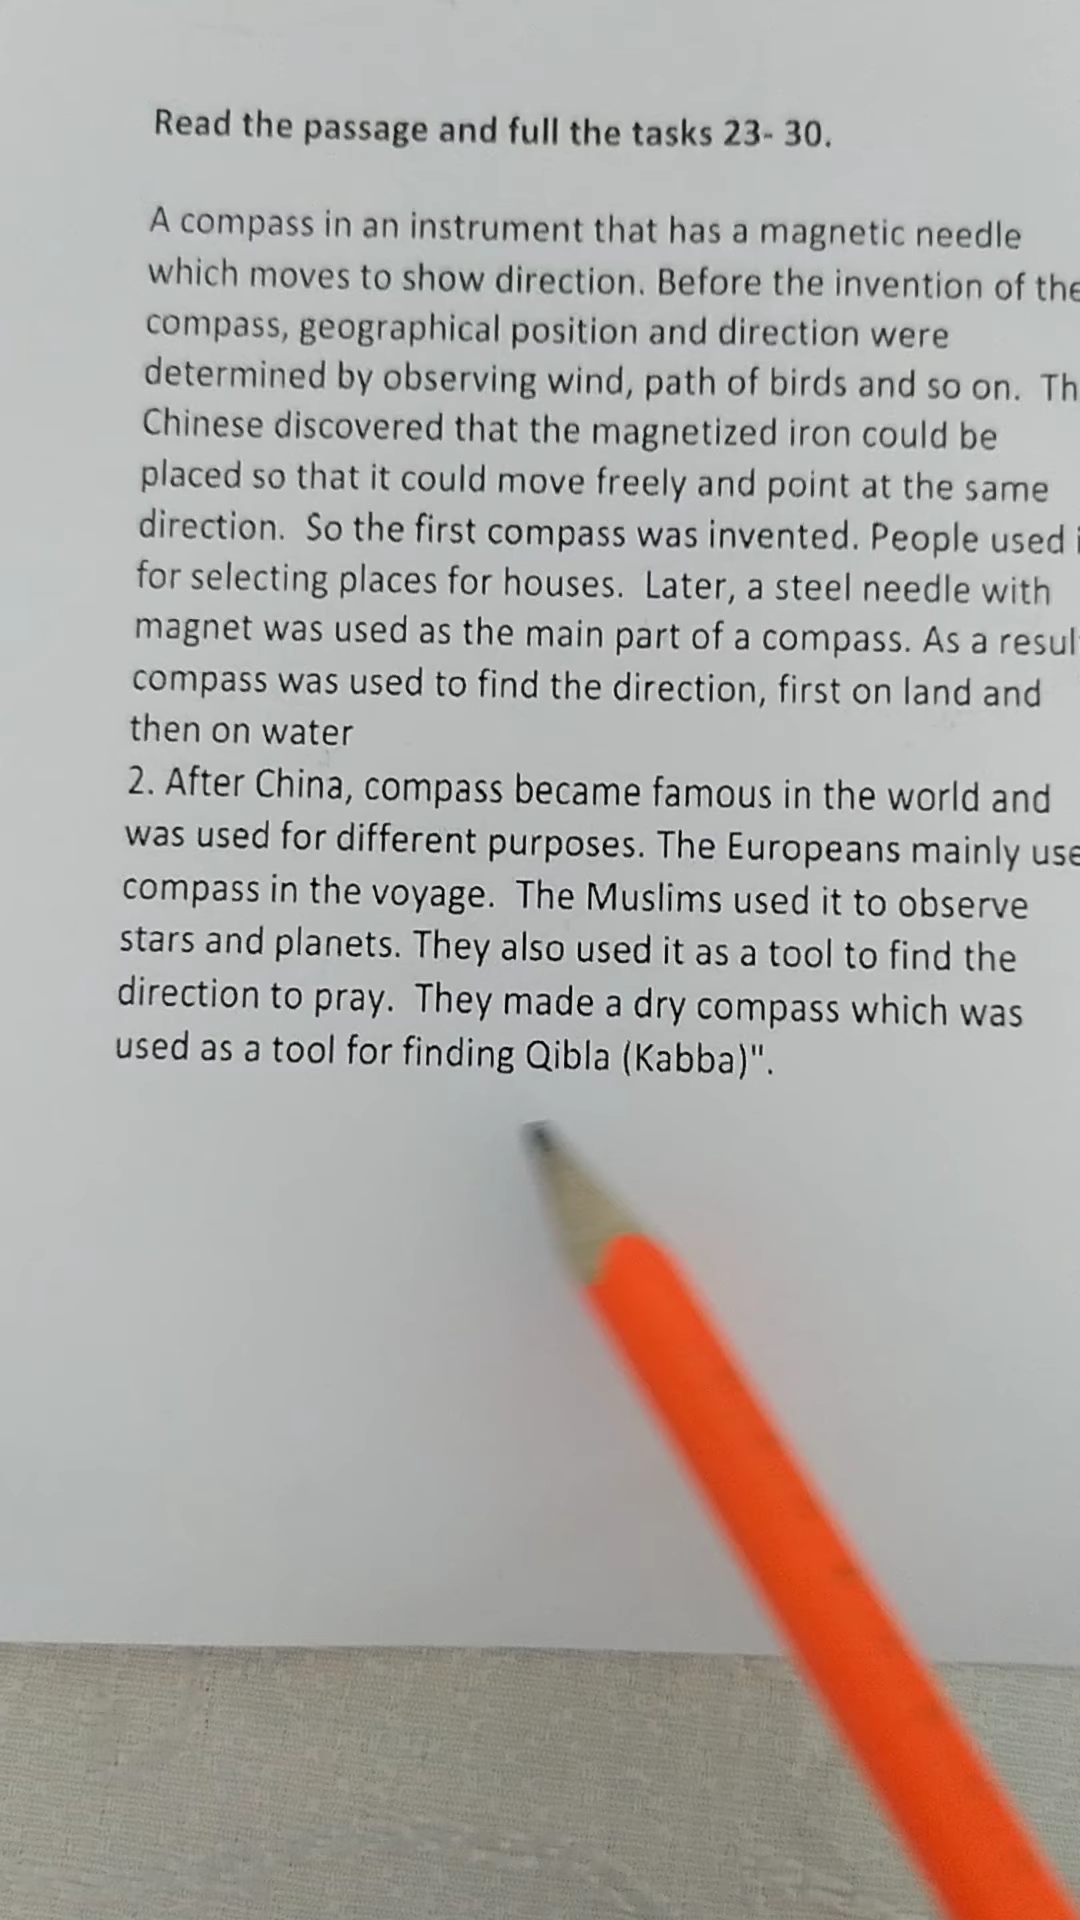 Read the passage and full the tasks 23- 30.
A compass in an instrument that has a magnetic needle
which moves to show direction. Before the invention of the
compass, geographical position and direction were
determined by observing wind, path of birds and so on. Th
Chinese discovered that the magnetized iron could be
placed so that it could move freely and point at the same
direction. So the first compass was invented. People used i
for selecting places for houses. Later, a steel needle with
magnet was used as the main part of a compass. As a resul
compass was used to find the direction, first on land and
then on water
2. After China, compass became famous in the world and
was used for different purposes. The Europeans mainly use
compass in the voyage. The Muslims used it to observe
stars and planets. They also used it as a tool to find the
direction to pray. They made a dry compass which was
used as a tool for finding Qibla (Kabba)".